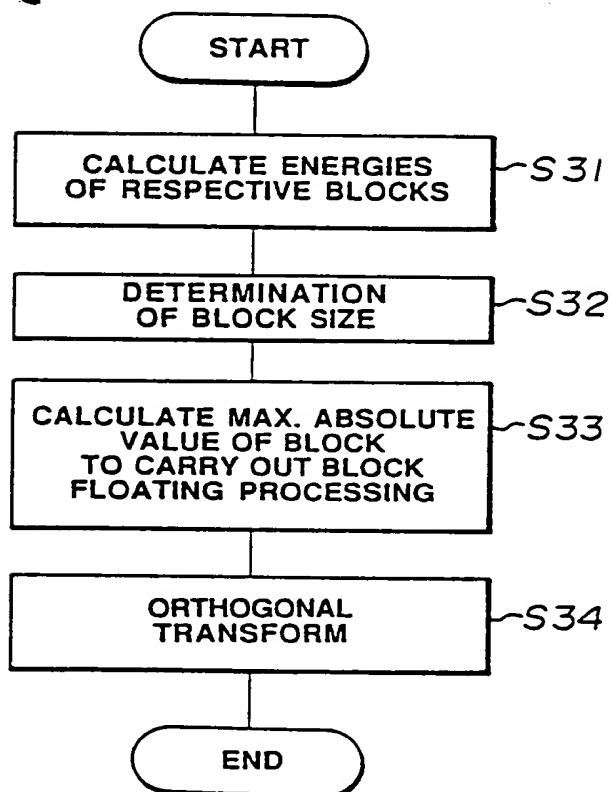 START
CALCULATE ENERGIES
OF RESPECTIVE BLOCKS
S31
DETERMINATION
OF BLOCK SIZE
S32
CALCULATE MAX. ABSOLUTE
VALUE OF BLOCK
TO CARRY OUT BLOCK
FLOATING PROCESSING
S33
ORTHOGONAL
TRANSFORM
S34
END